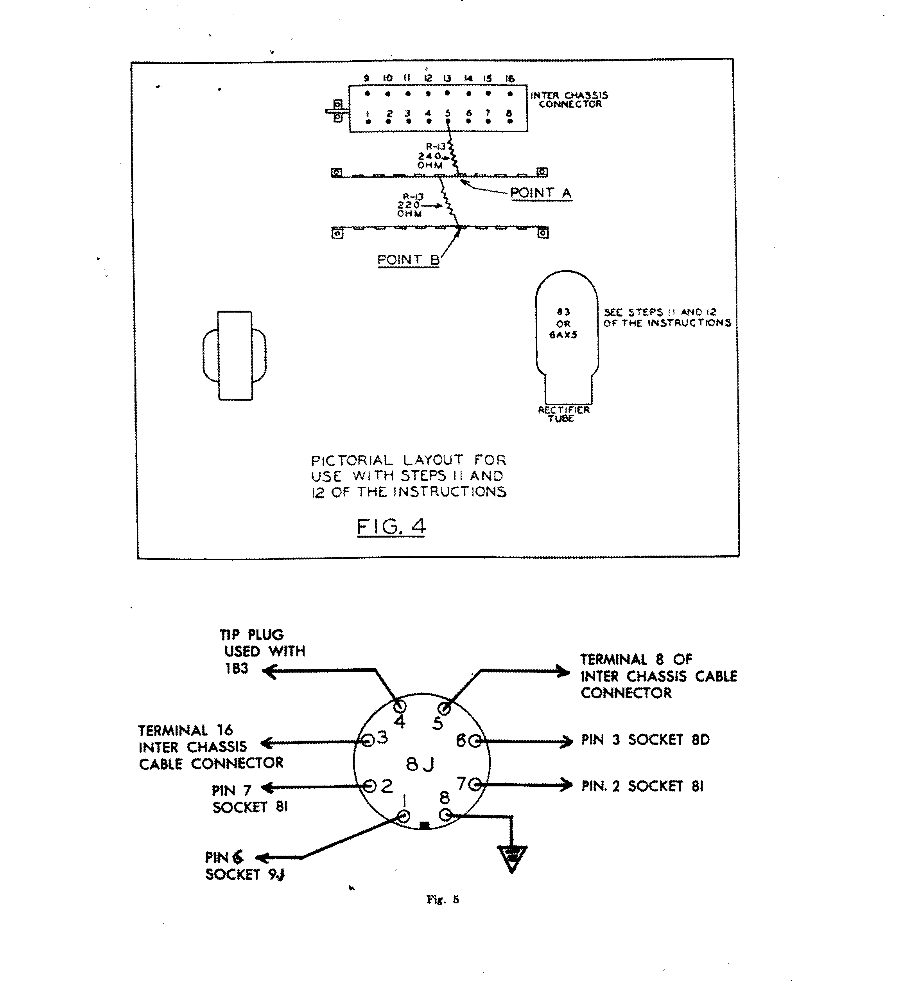 9 10 11 12 13 14 15 16
INTER CHASSIS
CONNECTOR
1 2 3 4 5 6 7 8
R-13
240
OHM
POINT A
R-13
220
OHM
POINT B
83
OR
6AX5
SEE STEPS 11 AND 12
OF THE INSTRUCTIONS
RECTIFIER
TUBE
PICTORIAL LAYOUT FOR
USE WITH STEPS 11 AND
12 OF THE INSTRUCTIONS
FIG. 4
TIP PLUG
USED WITH
1B3
TERMINAL 8 OF
INTER CHASSIS CABLE
CONNECTOR
4
5
TERMINAL 16
INTER CHASSIS
CABLE CONNECTOR
3
6
PIN 3 SOCKET 8D
8J
PIN 7
SOCKET 8I
2
7
PIN. 2 SOCKET 8I
1
8
PIN 6
SOCKET 9J
Fig. 5